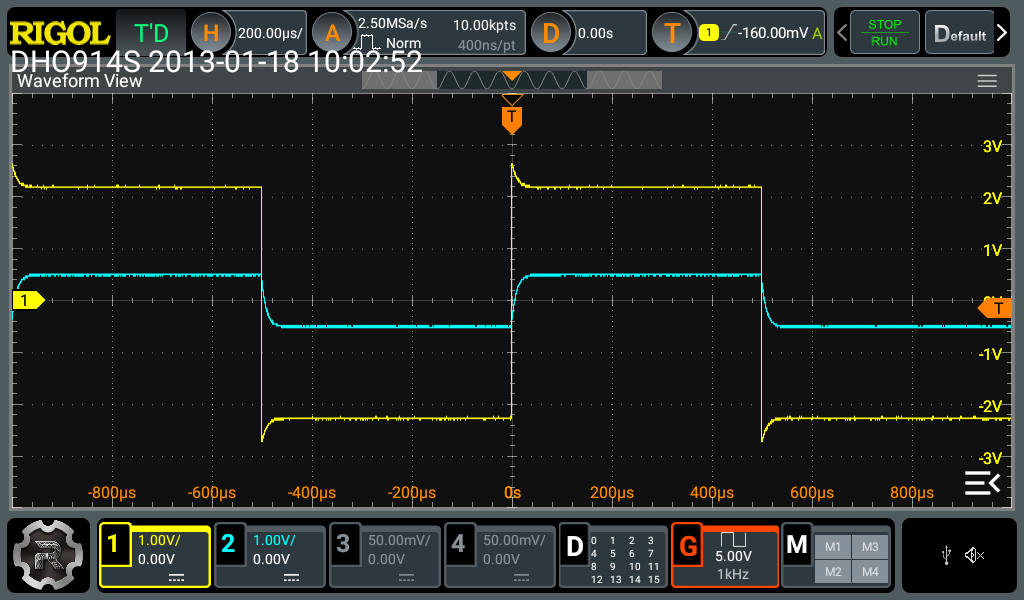 RIGOL T'D H 200.00µs/ A 2.50MSa/s 10.00kpts D 0.00s T 1 -160.00mV A STOP Default
Norm 400ns/pt RUN
DHO914S 2013-01-18 10:02:52
Waveform View
T
3V
2V
1V
1
T
-1V
-2V
-3V
-800µs -600µs -400µs -200µs 0s 200µs 400µs 600µs 800µs
1 1.00V/ 2 1.00V/ 3 50.00mV/ 4 50.00mV/ D 0 1 2 3 G M M1 M3
0.00V 0.00V 0.00V 0.00V 4 5 6 7 5.00V
8 9 10 11 1kHz M2 M4
12 13 14 15